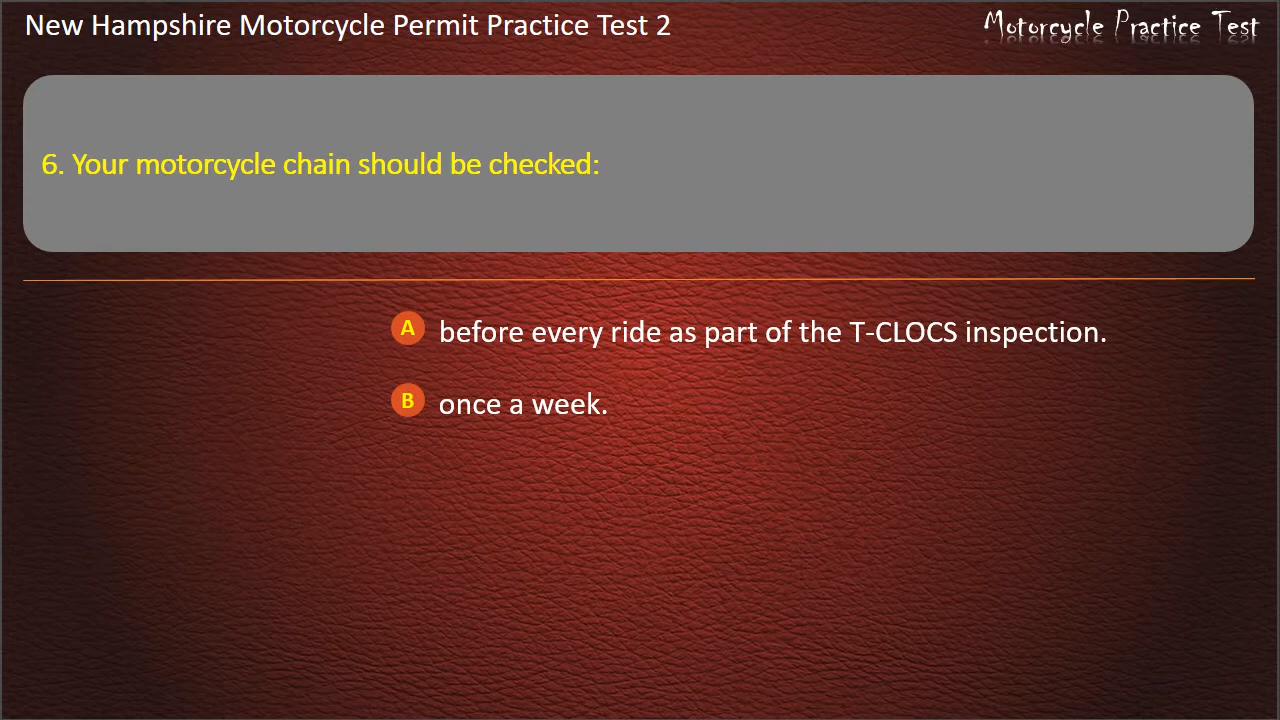 New Hampshire Motorcycle Permit Practice Test 2
Motorcycle Practice Test
6. Your motorcycle chain should be checked:
A before every ride as part of the T-CLOCS inspection.
B once a week.